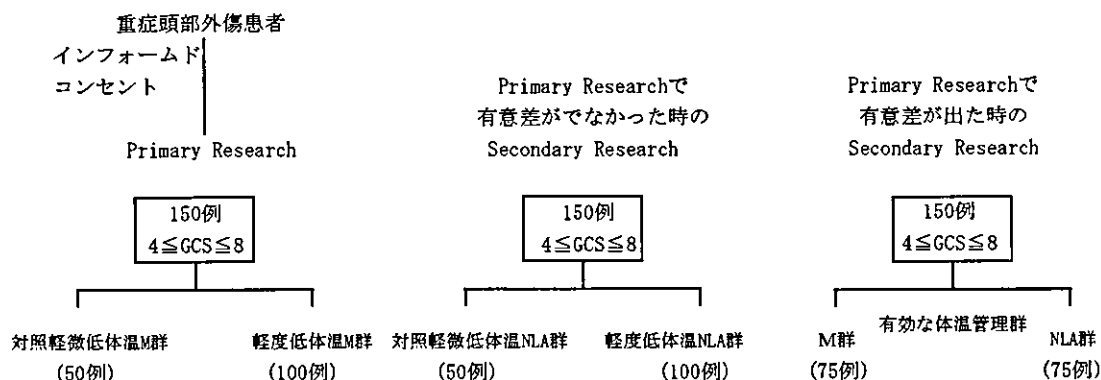 重症頭部外傷患者
インフォームド
コンセント
Primary Research
150例
4≦GCS≦8
対照軽微低体温M群
(50例)
軽度低体温M群
(100例)
Primary Researchで
有意差がでなかった時の
Secondary Research
150例
4≦GCS≦8
対照軽微低体温NLA群
(50例)
軽度低体温NLA群
(100例)
Primary Researchで
有意差が出た時の
Secondary Research
150例
4≦GCS≦8
有効な体温管理群
M群
(75例)
NLA群
(75例)